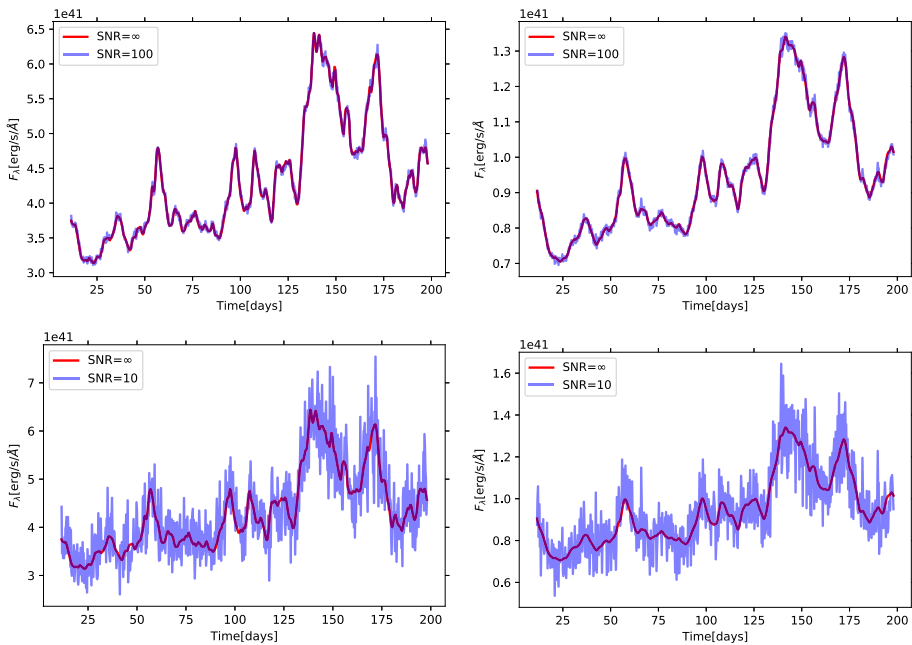 1e41
6.5
6.0
5.5
5.0
4.5
4.0
3.5
3.0
F_λ[erg/s/Å]
SNR=∞
SNR=100
25 50 75 100 125 150 175 200
Time[days]
1e41
1.3
1.2
1.1
1.0
0.9
0.8
0.7
F_λ[erg/s/Å
SNR=∞
SNR=100
25 50 75 100 125 150 175 200
Time[days]
1e41
7
6
5
4
3
F_λ[erg/s/Å]
SNR=∞
SNR=10
25 50 75 100 125 150 175 200
Time[days]
1e41
1.6
1.4
1.2
1.0
0.8
0.6
F_λ[erg/s/Å]
SNR=∞
SNR=10
25 50 75 100 125 150 175 200
Time[days]